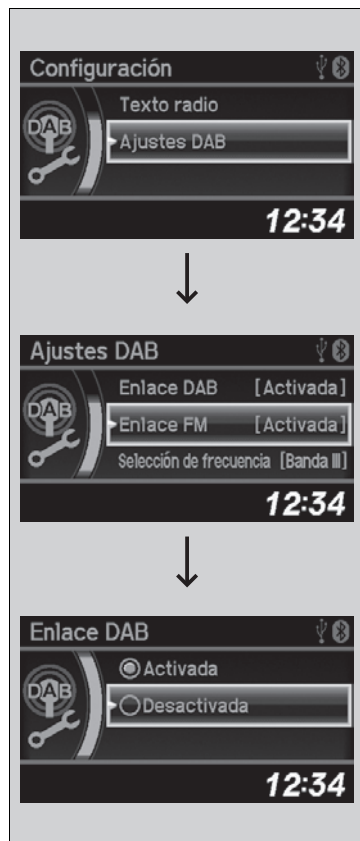 Configuración
DAB
Texto radio
Ajustes DAB
12:34
Ajustes DAB
DAB
Enlace DAB [Activada]
Enlace FM [Activada]
Selección de frecuencia [Banda III]
12:34
Enlace DAB
DAB
Activada
Desactivada
12:34